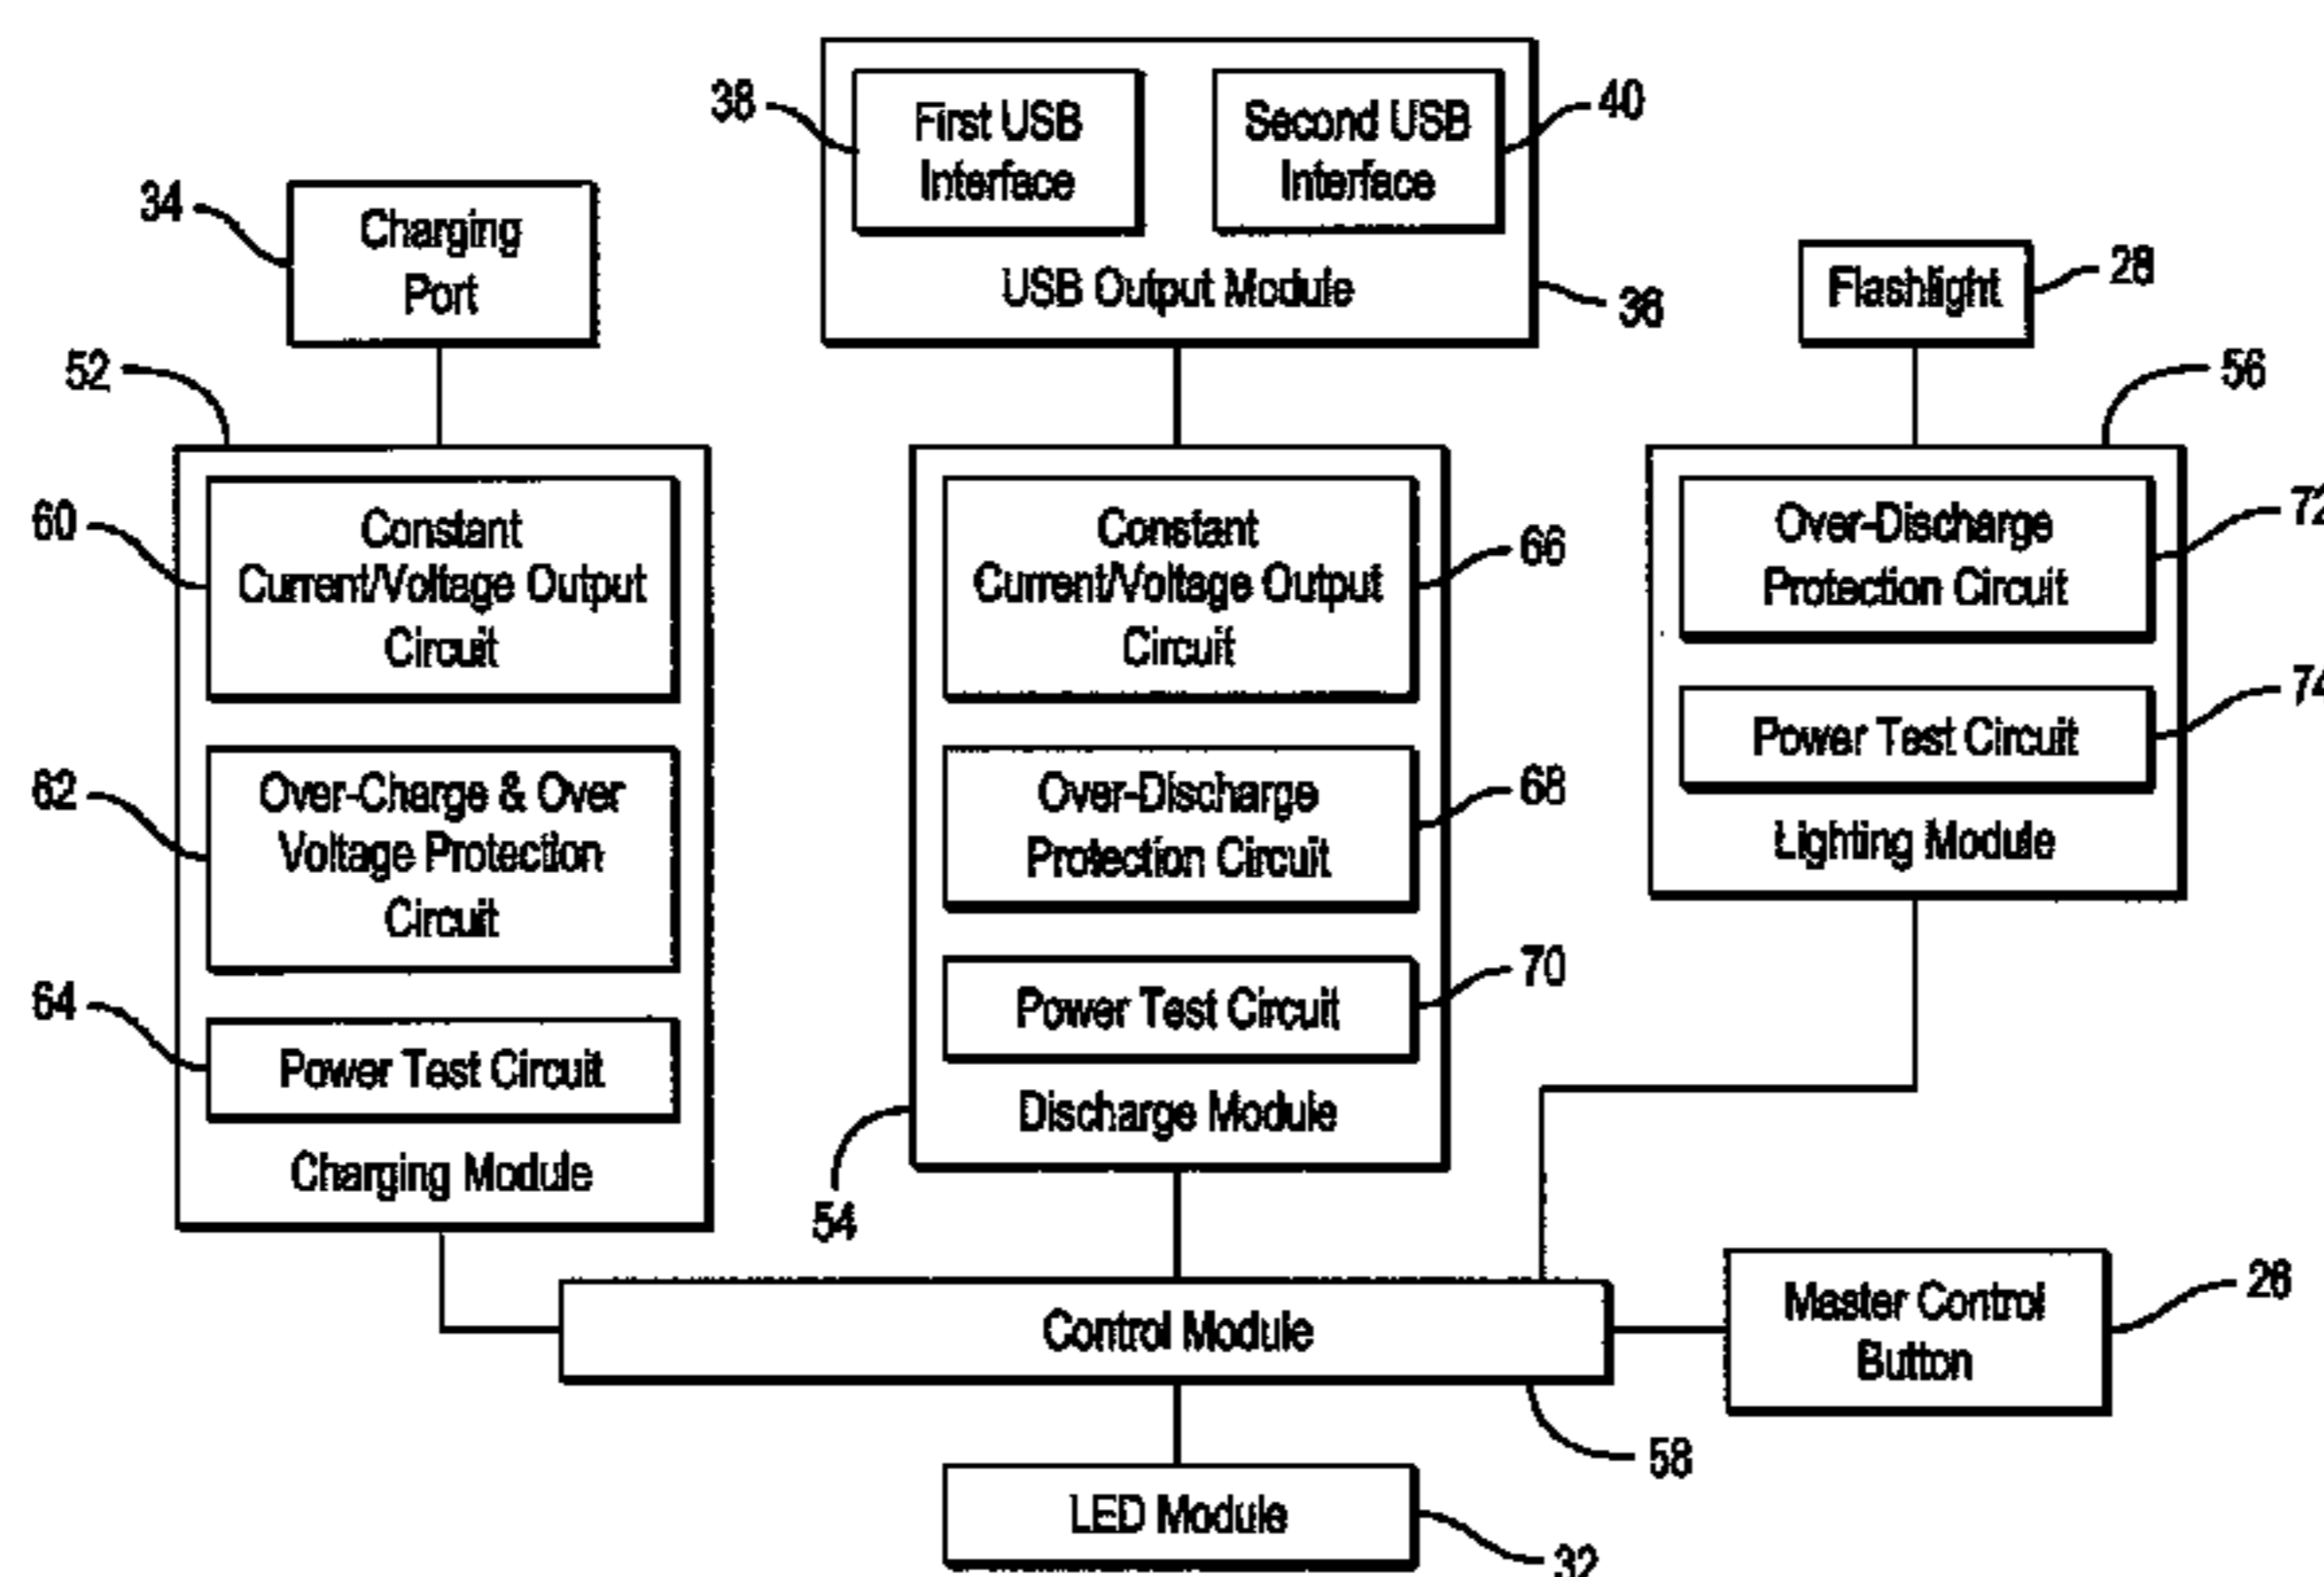 38
First USB
Interface
Second USB
Interface
40
USB Output Module
36
34
Charging
Port
Flashlight
28
52
60
Constant
Current/Voltage Output
Circuit
62
Over-Charge & Over
Voltage Protection
Circuit
64
Power Test Circuit
Charging Module
Constant
Current/Voltage Output
Circuit
66
Over-Discharge
Protection Circuit
68
Power Test Circuit
70
Discharge Module
54
56
Over-Discharge
Protection Circuit
72
Power Test Circuit
74
Lighting Module
Control Module
58
Master Control
Button
26
LED Module
32